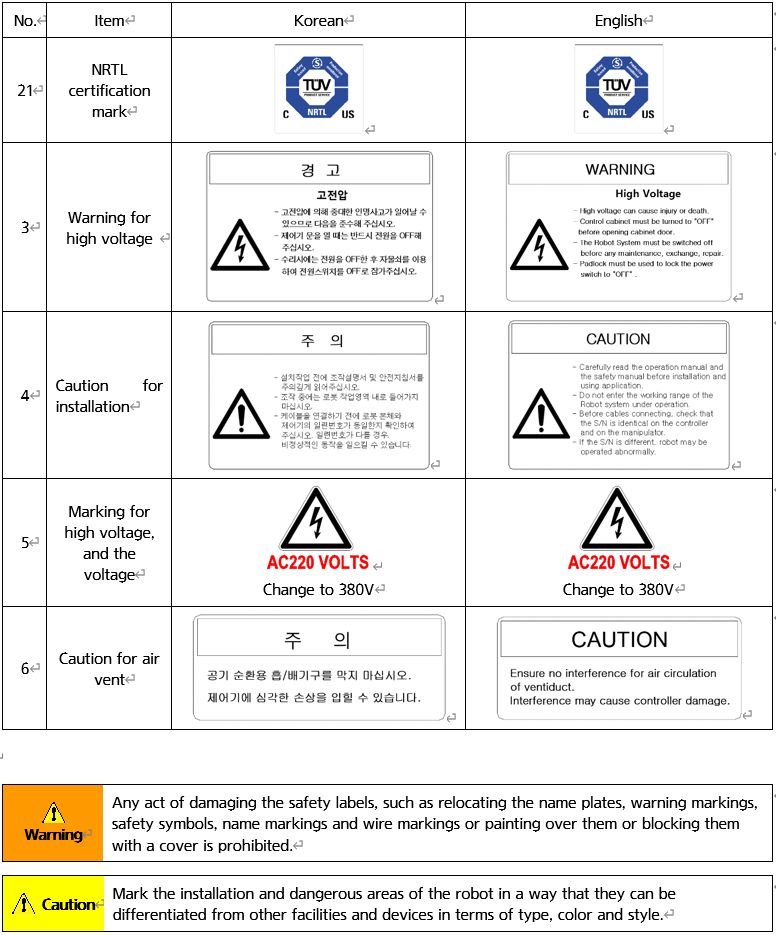 No. Item Korean English
21 NRTL certification mark
TÜV
PRODUCT SERVICE
NRTL
C US
TÜV
PRODUCT SERVICE
NRTL
C US
3 Warning for high voltage
경 고
고전압
- 고전압에 의해 중대한 인명사고가 일어날 수
있으므로 다음을 준수해 주십시오.
- 제어기 문을 열 때는 반드시 전원을 OFF해
주십시오.
- 수리시에는 전원을 OFF한 후 자물쇠를 이용
하여 전원스위치를 OFF로 잠가주십시오.
WARNING
High Voltage
- High voltage can cause injury or death.
- Control cabinet must be turned to "OFF"
before opening cabinet door.
- The Robot System must be switched off
before any maintenance, exchange, repair.
- Padlock must be used to lock the power
switch to "OFF" .
4 Caution for installation
주 의
- 설치작업 전에 조작설명서 및 안전지침서를
주의깊게 읽어주십시오.
- 조작 중에는 로봇 작업영역 내로 들어가지
마십시오.
- 케이블을 연결하기 전에 로봇 본체와
제어기의 일련번호가 동일한지 확인하여
주십시오. 일련번호가 다를 경우,
비정상적인 동작을 일으킬 수 있습니다.
CAUTION
- Carefully read the operation manual and
the safety manual before installation and
using application.
- Do not enter the working range of the
Robot system under operation.
- Before cables connecting, check that
the S/N is identical on the controller
and on the manipulator.
- If the S/N is different, robot may be
operated abnormally.
5 Marking for high voltage, and the voltage
AC220 VOLTS
Change to 380V
AC220 VOLTS
Change to 380V
6 Caution for air vent
주 의
공기 순환용 흡/배기구를 막지 마십시오.
제어기에 심각한 손상을 입힐 수 있습니다.
CAUTION
Ensure no interference for air circulation
of ventiduct.
Interference may cause controller damage.
Warning
Any act of damaging the safety labels, such as relocating the name plates, warning markings,
safety symbols, name markings and wire markings or painting over them or blocking them
with a cover is prohibited.
Caution
Mark the installation and dangerous areas of the robot in a way that they can be
differentiated from other facilities and devices in terms of type, color and style.